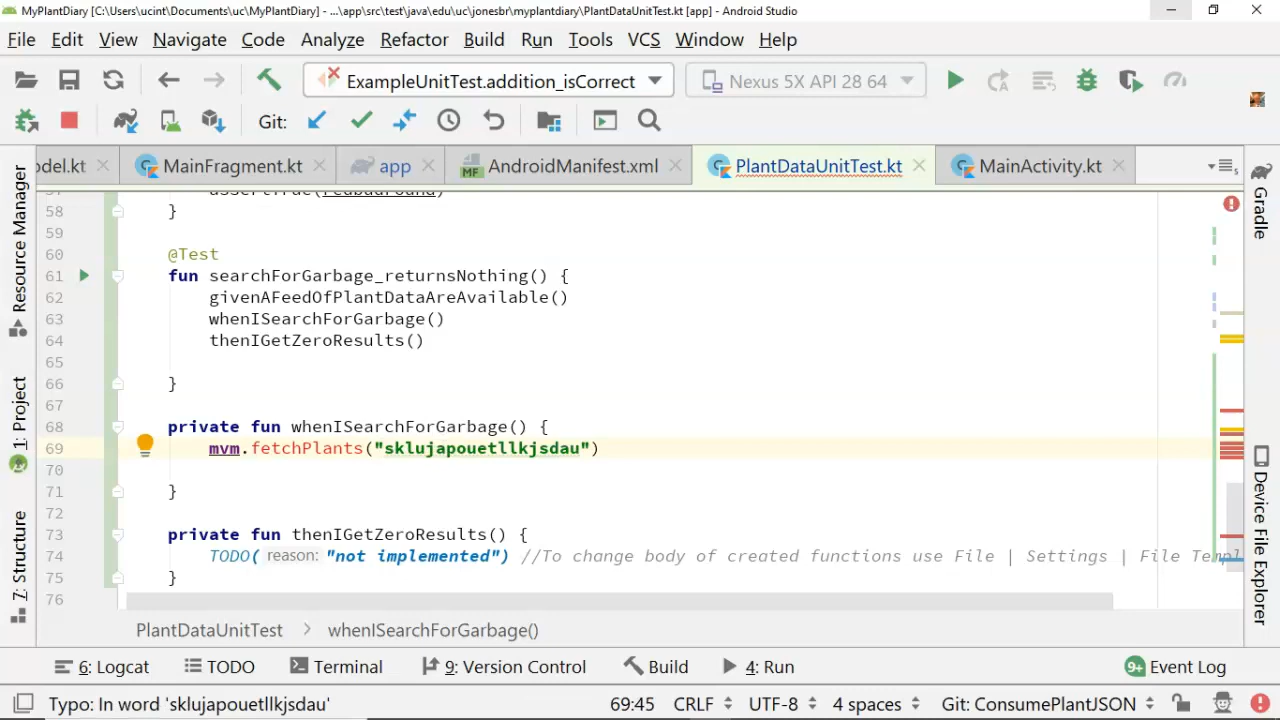 MyPlantDiary [C:\Users\ucint\Documents\uc\MyPlantDiary] - ...\app\src\test\java\edu\uc\jonesbr\myplantdiary\PlantDataUnitTest.kt [app] - Android Studio
File Edit View Navigate Code Analyze Refactor Build Run Tools VCS Window Help
ExampleUnitTest.addition_isCorrect Nexus 5X API 28 64
Git:
odel.kt MainFragment.kt app AndroidManifest.xml PlantDataUnitTest.kt MainActivity.kt
57 assertTrue(redbudFound)
58 }
59
60 @Test
61 fun searchForGarbage_returnsNothing() {
62 givenAFeedOfPlantDataAreAvailable()
63 whenISearchForGarbage()
64 thenIGetZeroResults()
65
66 }
67
68 private fun whenISearchForGarbage() {
69 mvm.fetchPlants("sklujapouetllkjsdau")
70
71 }
72
73 private fun thenIGetZeroResults() {
74 TODO( reason: "not implemented") //To change body of created functions use File | Settings | File Templ
75 }
76
PlantDataUnitTest > whenISearchForGarbage()
6: Logcat TODO Terminal 9: Version Control Build 4: Run 9+ Event Log
Typo: In word 'sklujapouetllkjsdau' 69:45 CRLF UTF-8 4 spaces Git: ConsumePlantJSON
Resource Manager
1: Project
7: Structure
Gradle
Device File Explorer
MF